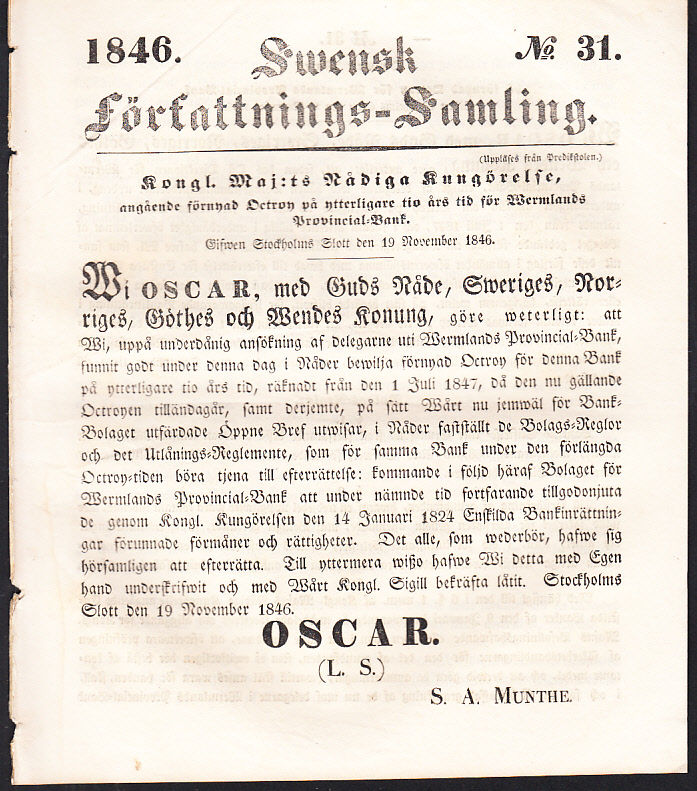 1846. Swensk № 31.
Författnings-Samling.
(Uppläses från Predikstolen.)
Kongl. Maj:ts Nådiga Kungörelse,
angående förnyad Octroy på ytterligare tio års tid för Wermlands
Provincial-Bank.
Gifwen Stockholms Slott den 19 November 1846.
Wi OSCAR, med Guds Nåde, Sweriges, Nor-
riges, Göthes och Wendes Konung, göre weterligt: att
Wi, uppå underdånig ansökning af delegarne uti Wermlands Provincial-Bank,
funnit godt under denna dag i Nåder bewilja förnyad Octroy för denna Bank
på ytterligare tio års tid, räknadt från den 1 Juli 1847, då den nu gällande
Octroyen tilländagår, samt derjemte, på sätt Wårt nu jemwäl för Bank-
Bolaget utfärdade Öppne Bref utwisar, i Nåder fastställt de Bolags-Reglor
och det Utlånings-Reglemente, som för samma Bank under den förlängda
Octroy-tiden böra tjena till efterrättelse: kommande i följd häraf Bolaget för
Wermlands Provincial-Bank att under nämnde tid fortfarande tillgodonjuta
de genom Kongl. Kungörelsen den 14 Januari 1824 Enskilda Bankinrättnin-
gar förunnade förmåner och rättigheter. Det alle, som wederbör, hafwe sig
hörsamligen att efterrätta. Till yttermera wißo hafwe Wi detta med Egen
hand underskrifwit och med Wårt Kongl. Sigill bekräfta låtit. Stockholms
Slott den 19 November 1846.
OSCAR.
(L. S.)
S. A. MUNTHE.